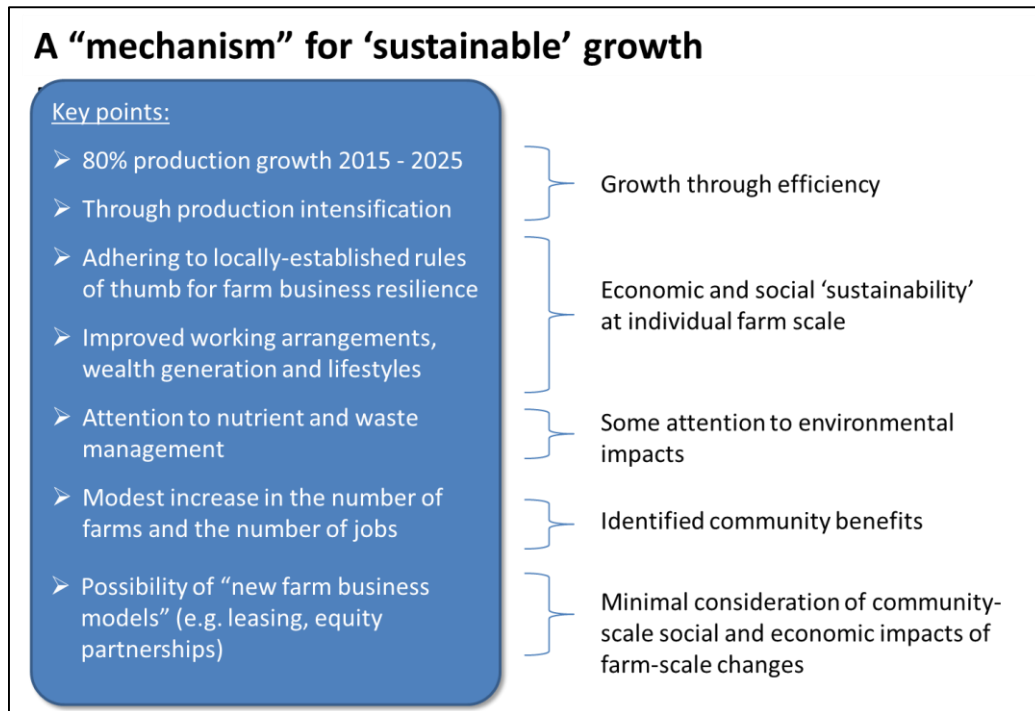 A “mechanism” for ‘sustainable’ growth
Key points:
➢ 80% production growth 2015 - 2025
➢ Through production intensification
➢ Adhering to locally-established rules
of thumb for farm business resilience
➢ Improved working arrangements,
wealth generation and lifestyles
➢ Attention to nutrient and waste
management
➢ Modest increase in the number of
farms and the number of jobs
➢ Possibility of “new farm business
models” (e.g. leasing, equity
partnerships)
Growth through efficiency
Economic and social ‘sustainability’
at individual farm scale
Some attention to environmental
impacts
Identified community benefits
Minimal consideration of community-
scale social and economic impacts of
farm-scale changes